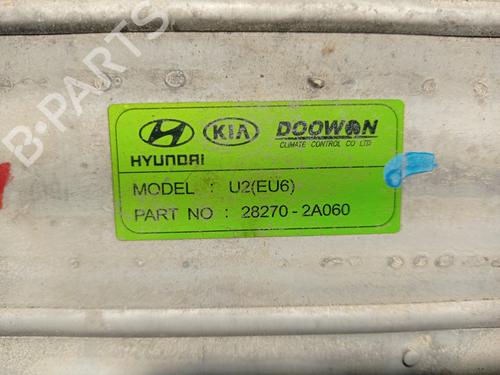 B-PARTS
HYUNDAI
KIA
DOOWON
CLIMATE CONTROL CO LTD
MODEL : U2(EU6)
PART NO : 28270-2A060